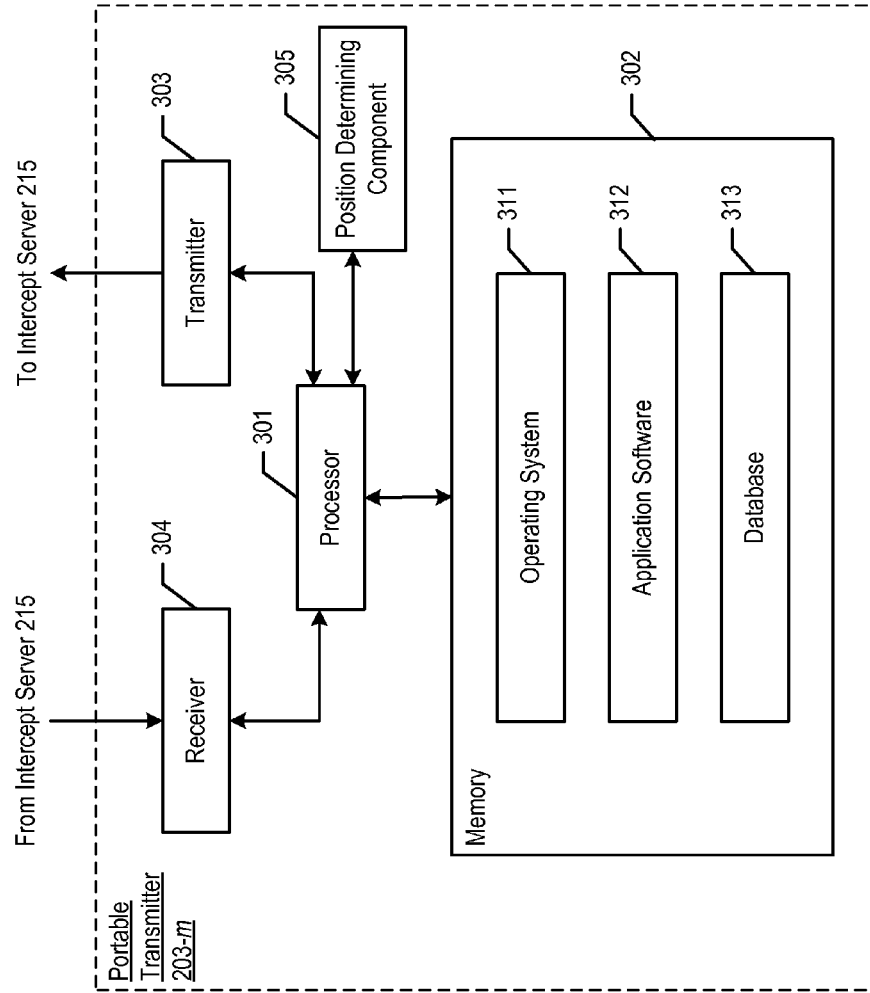 From Intercept Server 215
To Intercept Server 215
Portable
Transmitter
203-m
304
Receiver
303
Transmitter
301
Processor
305
Position Determining
Component
302
Memory
311
Operating System
312
Application Software
313
Database